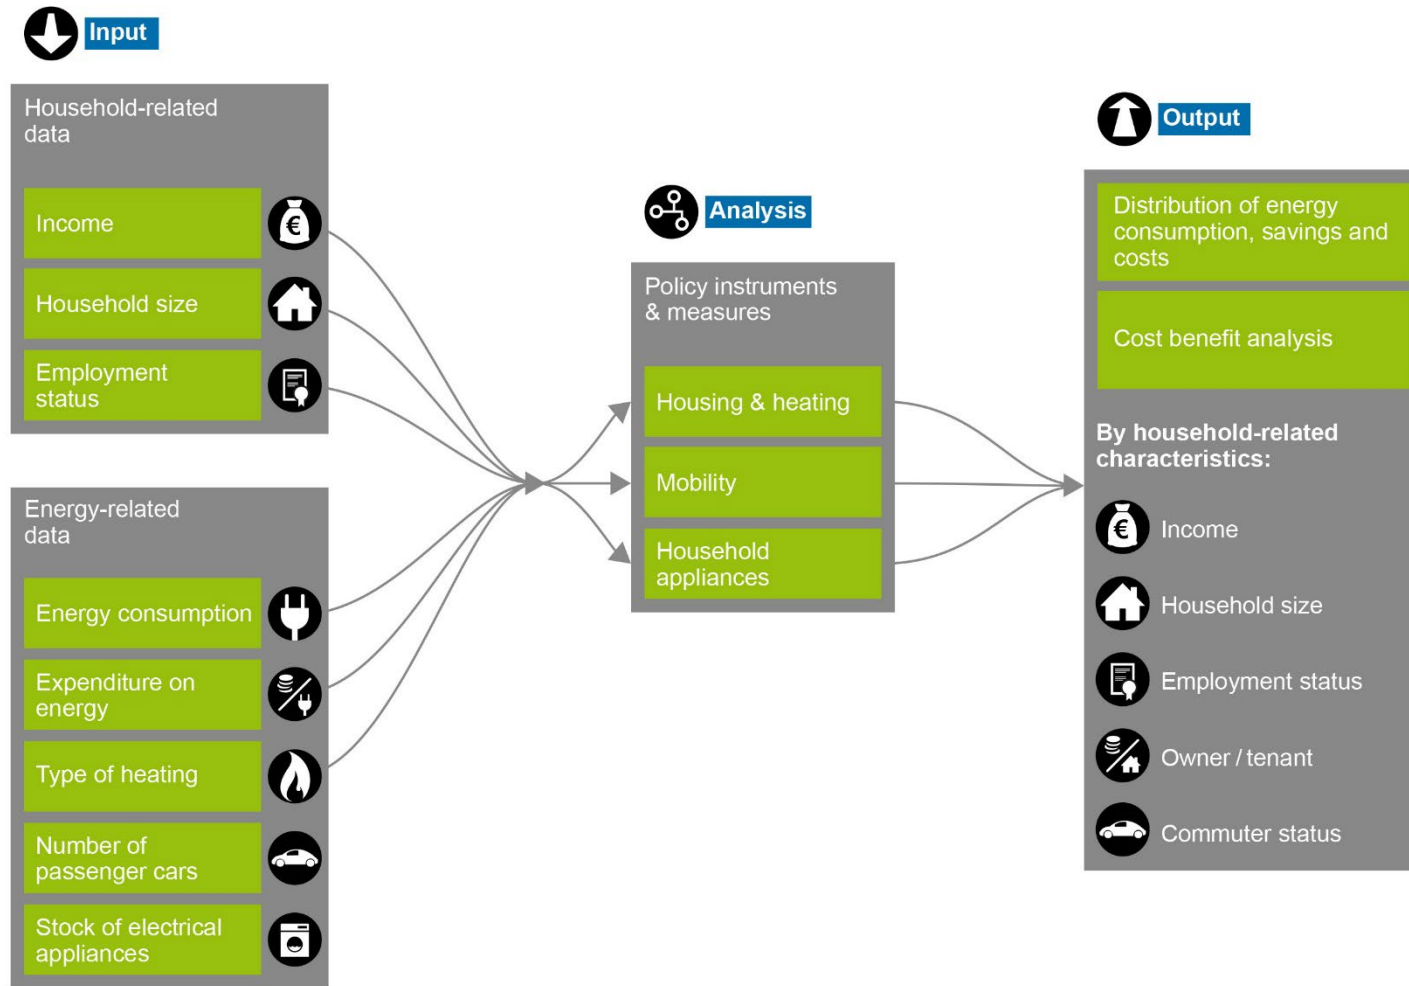 Input
Household-related
data
Income
€
Household size
Employment
status
Energy-related
data
Energy consumption
Expenditure on
energy
Type of heating
Number of
passenger cars
Stock of electrical
appliances
Analysis
Policy instruments
& measures
Housing & heating
Mobility
Household
appliances
Output
Distribution of energy
consumption, savings and
costs
Cost benefit analysis
By household-related
characteristics:
€
Income
Household size
Employment status
Owner / tenant
Commuter status